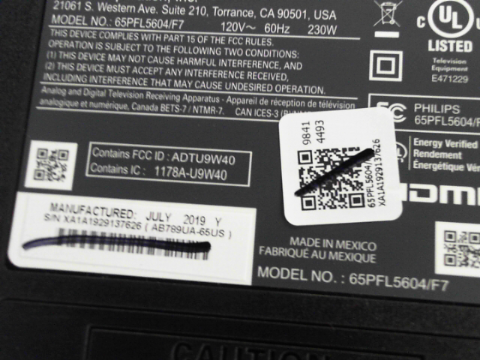 21061 S. Western Ave. Suite 210, Torrance, CA 90501, USA
MODEL NO.: 65PFL5604/F7 120V~ 60Hz 230W
THIS DEVICE COMPLIES WITH PART 15 OF THE FCC RULES.
OPERATION IS SUBJECT TO THE FOLLOWING TWO CONDITIONS:
(1) THIS DEVICE MAY NOT CAUSE HARMFUL INTERFERENCE, AND
(2) THIS DEVICE MUST ACCEPT ANY INTERFERENCE RECEIVED,
INCLUDING INTERFERENCE THAT MAY CAUSE UNDESIRED OPERATION.
Analog and Digital Television Receiving Apparatus - Appareil de réception de télévision
analogique et numérique, Canada BETS-7 / NTMR-7. CAN ICES-3 (B)
Contains FCC ID : ADTU9W40
Contains IC : 1178A-U9W40
MANUFACTURED: JULY 2019 Y
S/N XA1A1929137626 ( AB799UA-65US )
9841
4493
65PFL5604
XA1A1929137626
UL
LISTED
Television
Equipment
E471229
FC
PHILIPS
65PFL5604/F
Energy Verified
Rendement
Énergétique Vérifié
HDMI
MADE IN MEXICO
FABRIQUÉ AU MEXIQUE
MODEL NO. : 65PFL5604/F7
CAUTION